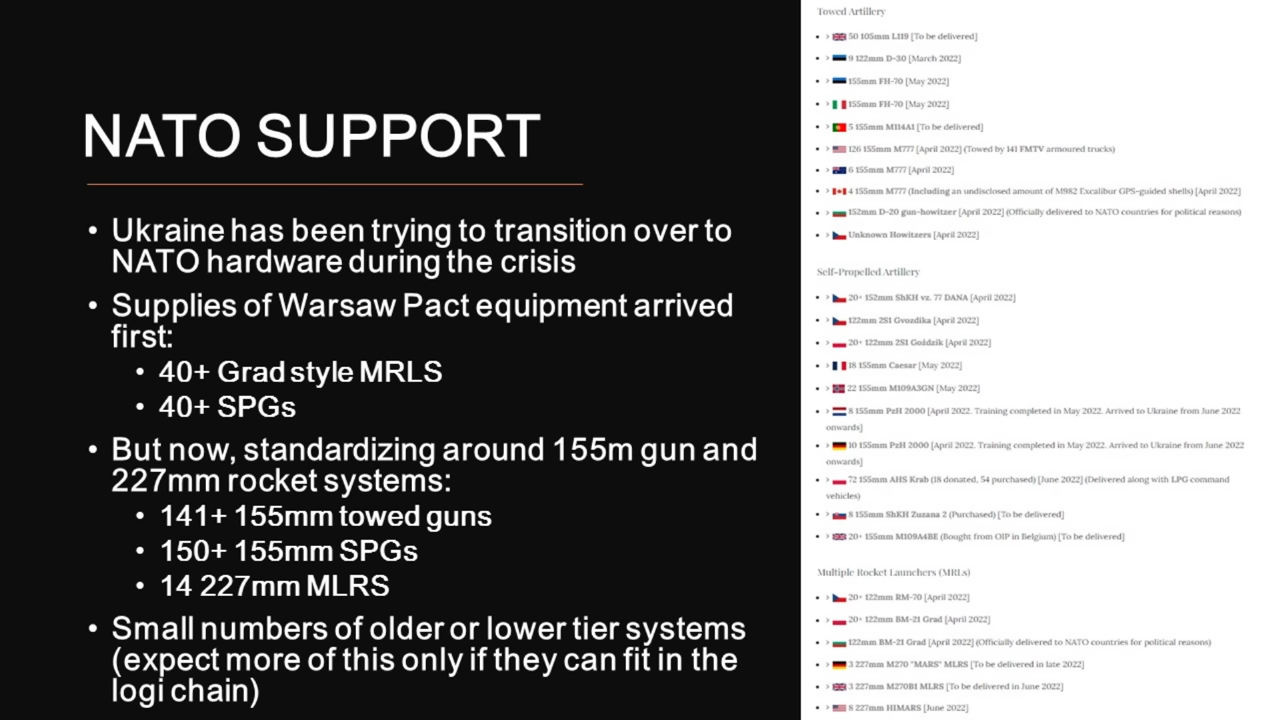 NATO SUPPORT
• Ukraine has been trying to transition over to
NATO hardware during the crisis
• Supplies of Warsaw Pact equipment arrived
first:
• 40+ Grad style MRLS
• 40+ SPGs
• But now, standardizing around 155m gun and
227mm rocket systems:
• 141+ 155mm towed guns
• 150+ 155mm SPGs
• 14 227mm MLRS
• Small numbers of older or lower tier systems
(expect more of this only if they can fit in the
logi chain)
Towed Artillery
• > 50 105mm L119 [To be delivered]
• > 9 122mm D-30 [March 2022]
• > 155mm FH-70 [May 2022]
• > 155mm FH-70 [May 2022]
• > 5 155mm M114A1 [To be delivered]
• > 126 155mm M777 [April 2022] (Towed by 141 FMTV armoured trucks)
• > 6 155mm M777 [April 2022]
• > 4 155mm M777 (Including an undisclosed amount of M982 Excalibur GPS-guided shells) [April 2022]
• > 152mm D-20 gun-howitzer [April 2022] (Officially delivered to NATO countries for political reasons)
• > Unknown Howitzers [April 2022]
Self-Propelled Artillery
• > 20+ 152mm ShKH vz. 77 DANA [April 2022]
• > 122mm 2S1 Gvozdika [April 2022]
• > 20+ 122mm 2S1 Goździk [April 2022]
• > 18 155mm Caesar [May 2022]
• > 22 155mm M109A3GN [May 2022]
• > 8 155mm PzH 2000 [April 2022. Training completed in May 2022. Arrived to Ukraine from June 2022
onwards]
• > 10 155mm PzH 2000 [April 2022. Training completed in May 2022. Arrived to Ukraine from June 2022
onwards]
• > 72 155mm AHS Krab (18 donated, 54 purchased) [June 2022] (Delivered along with LPG command
vehicles)
• > 8 155mm ShKH Zuzana 2 (Purchased) [To be delivered]
• > 20+ 155mm M109A4BE (Bought from OIP in Belgium) [To be delivered]
Multiple Rocket Launchers (MRLs)
• > 20+ 122mm RM-70 [April 2022]
• > 20+ 122mm BM-21 Grad [April 2022]
• > 122mm BM-21 Grad [April 2022] (Officially delivered to NATO countries for political reasons)
• > 3 227mm M270 "MARS" MLRS [To be delivered in late 2022]
• > 3 227mm M270B1 MLRS [To be delivered in June 2022]
• > 8 227mm HIMARS [June 2022]